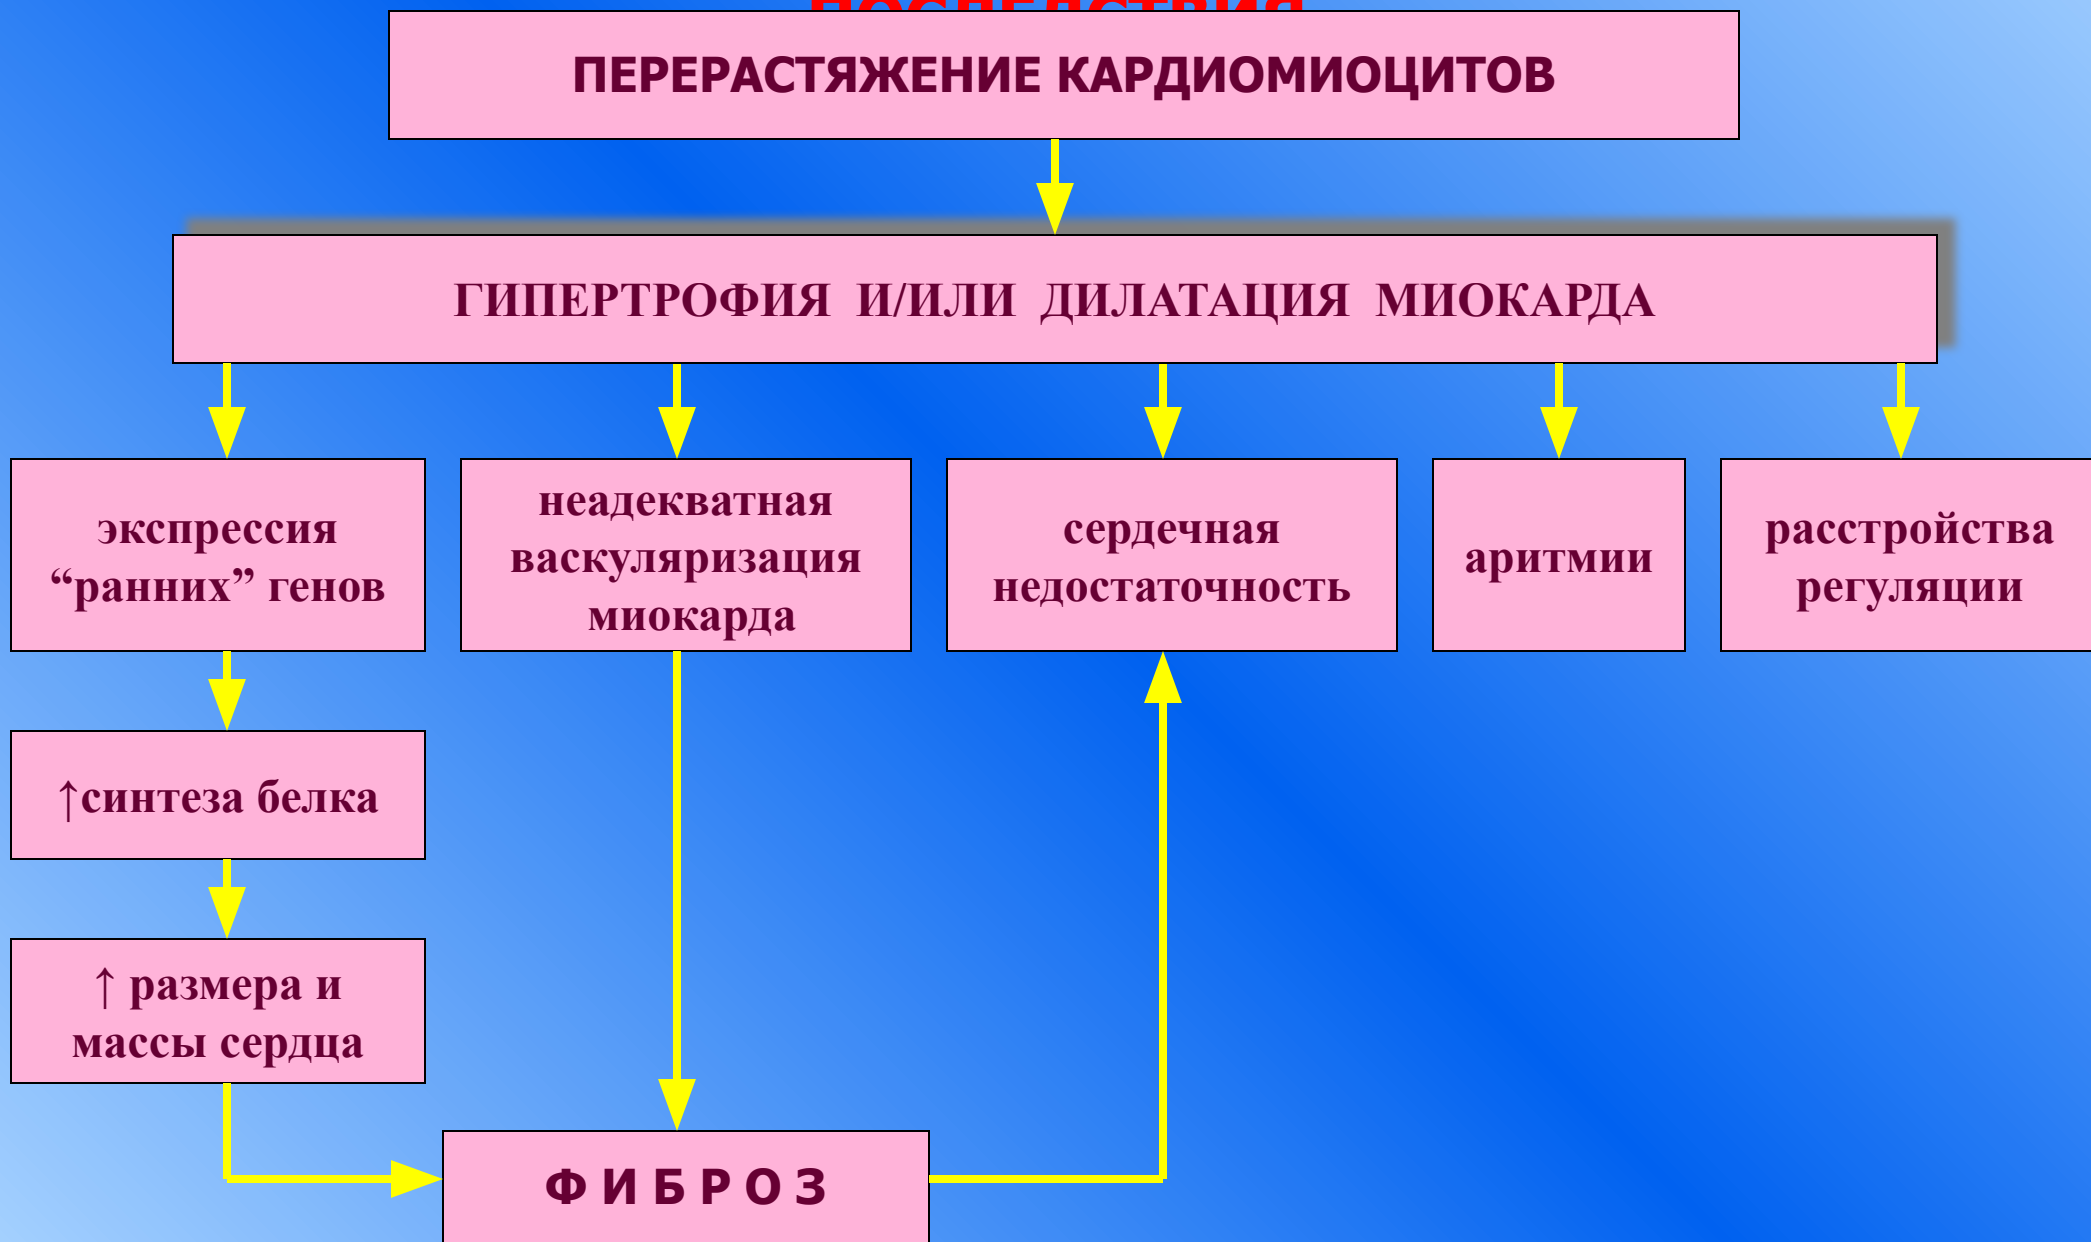 ПОСЛЕДСТВИЯ
ПЕРЕРАСТЯЖЕНИЕ КАРДИОМИОЦИТОВ
ГИПЕРТРОФИЯ И/ИЛИ ДИЛАТАЦИЯ МИОКАРДА
экспрессия
“ранних” генов
неадекватная
васкуляризация
миокарда
сердечная
недостаточность
аритмии
расстройства
регуляции
↑синтеза белка
↑ размера и
массы сердца
Ф И Б Р О З